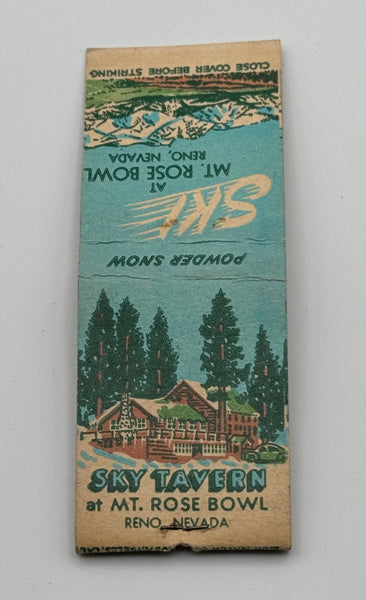 CLOSE COVER BEFORE STRIKING
POWDER SNOW
SKI
AT
MT. ROSE BOWL
RENO, NEVADA
SKY TAVERN
at MT. ROSE BOWL
RENO, NEVADA